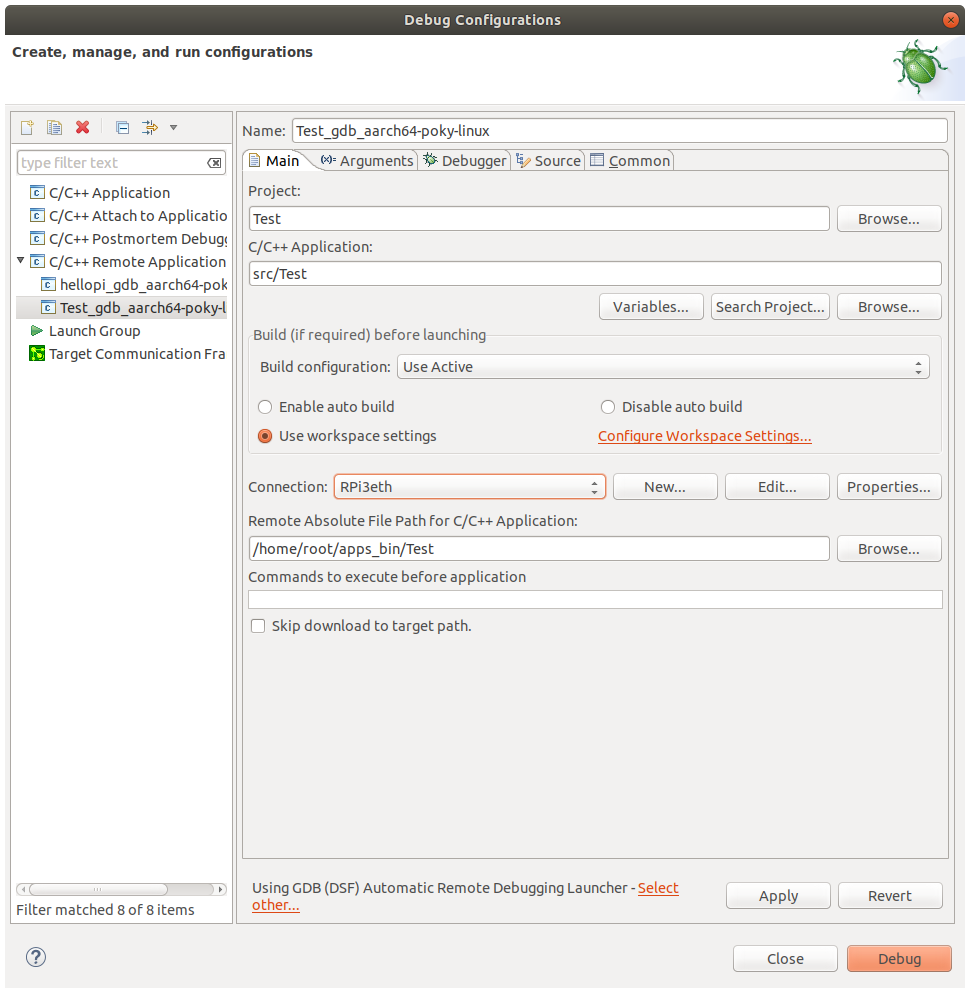 Debug Configurations
Create, manage, and run configurations
type filter text
C/C++ Application
C/C++ Attach to Applicatio
C/C++ Postmortem Debugg
C/C++ Remote Application
hellopi_gdb_aarch64-pok
Test_gdb_aarch64-poky-l
Launch Group
Target Communication Fra
Filter matched 8 of 8 items
Name: Test_gdb_aarch64-poky-linux
Main (x)= Arguments Debugger Source Common
Project:
Test Browse...
C/C++ Application:
src/Test
Variables... Search Project... Browse...
Build (if required) before launching
Build configuration: Use Active
Enable auto build Disable auto build
Use workspace settings Configure Workspace Settings...
Connection: RPi3eth New... Edit... Properties...
Remote Absolute File Path for C/C++ Application:
/home/root/apps_bin/Test Browse...
Commands to execute before application
Skip download to target path.
Using GDB (DSF) Automatic Remote Debugging Launcher - Select
other...
Apply Revert
? Close Debug